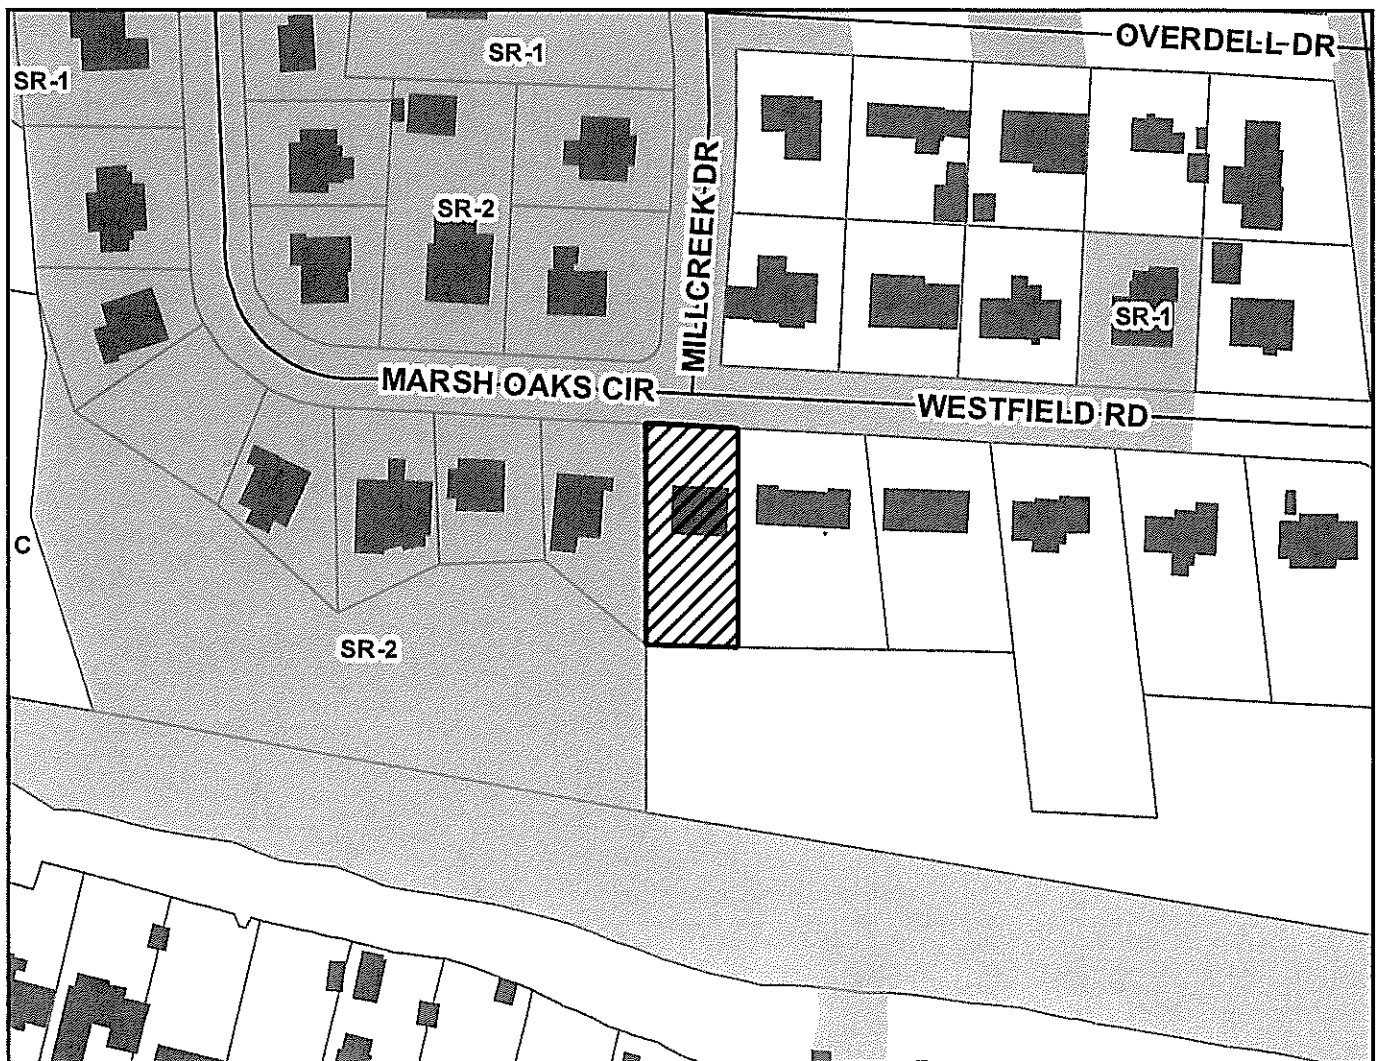 OVERDELL DR
SR-1
SR-1
MILLCREEK DR
SR-2
SR-1
MARSH OAKS CIR
WESTFIELD RD
C
SR-2